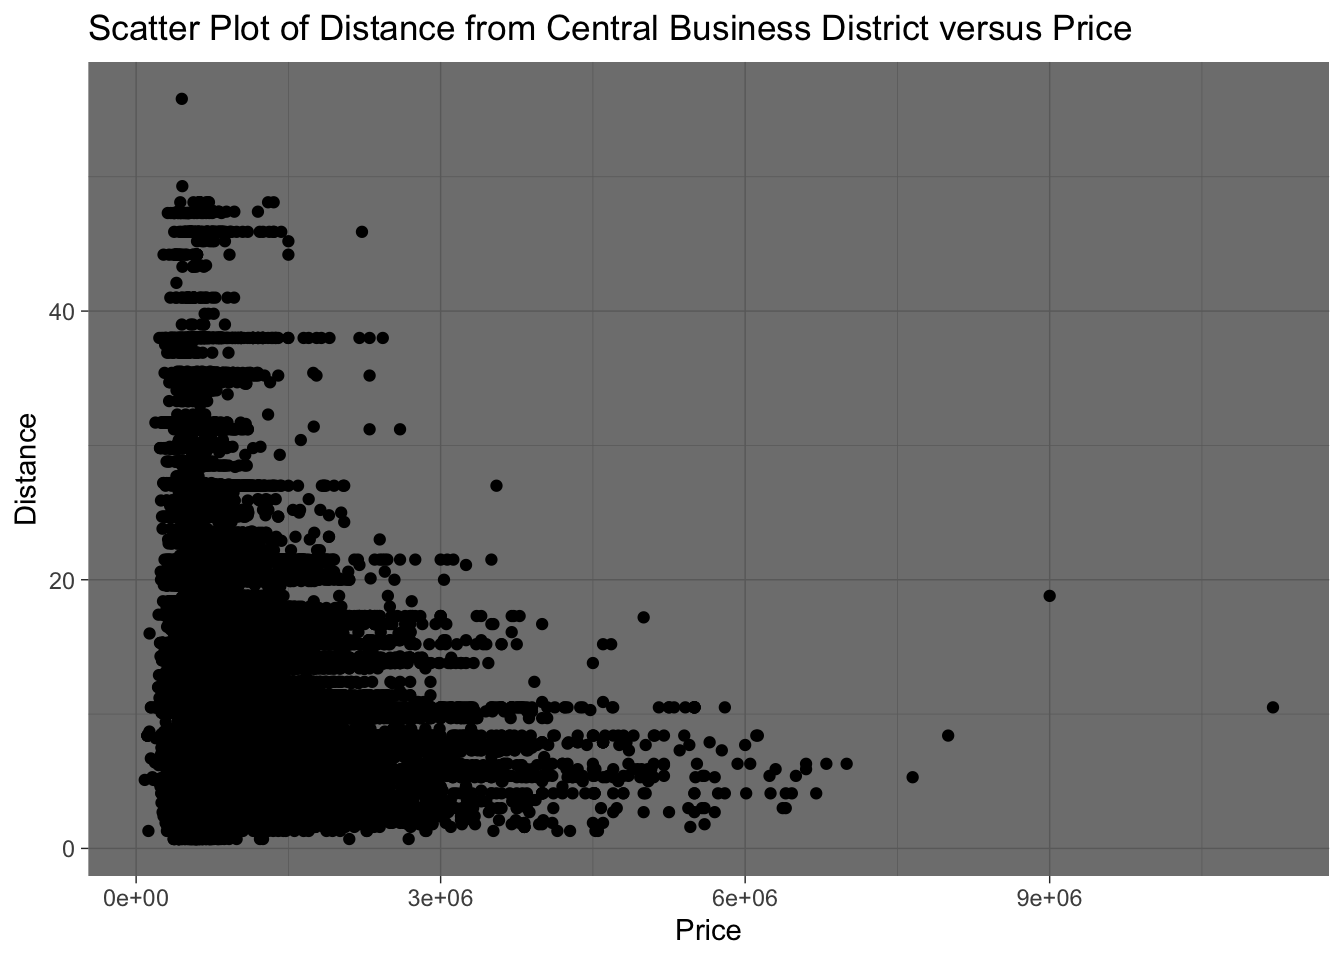 Scatter Plot of Distance from Central Business District versus Price
Distance
40
20
0
0e+00 3e+06 6e+06 9e+06
Price